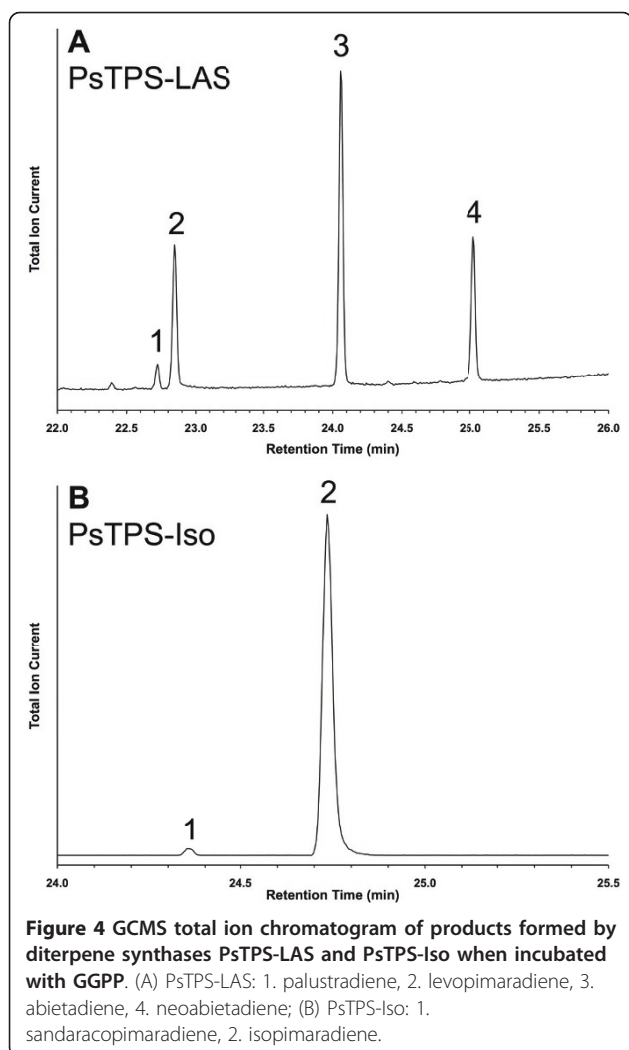 A
PsTPS-LAS
3
2
4
1
Total Ion Current
22.0 22.5 23.0 23.5 24.0 24.5 25.0 25.5 26.0
Retention Time (min)
B
PsTPS-Iso
2
1
Total Ion Current
24.0 24.5 25.0 25.5
Retention Time (min)
Figure 4 GCMS total ion chromatogram of products formed by
diterpene synthases PsTPS-LAS and PsTPS-Iso when incubated
with GGPP. (A) PsTPS-LAS: 1. palustradiene, 2. levopimaradiene, 3.
abietadiene, 4. neoabietadiene; (B) PsTPS-Iso: 1.
sandaracopimaradiene, 2. isopimaradiene.